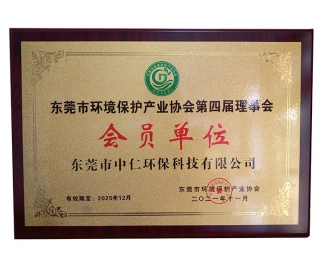 东莞市环境保护产业协会第四届理事会
会员单位
东莞市中仁环保科技有限公司
东莞市环境保护产业协会
有效期至：2025年12月
二〇二一年十一月